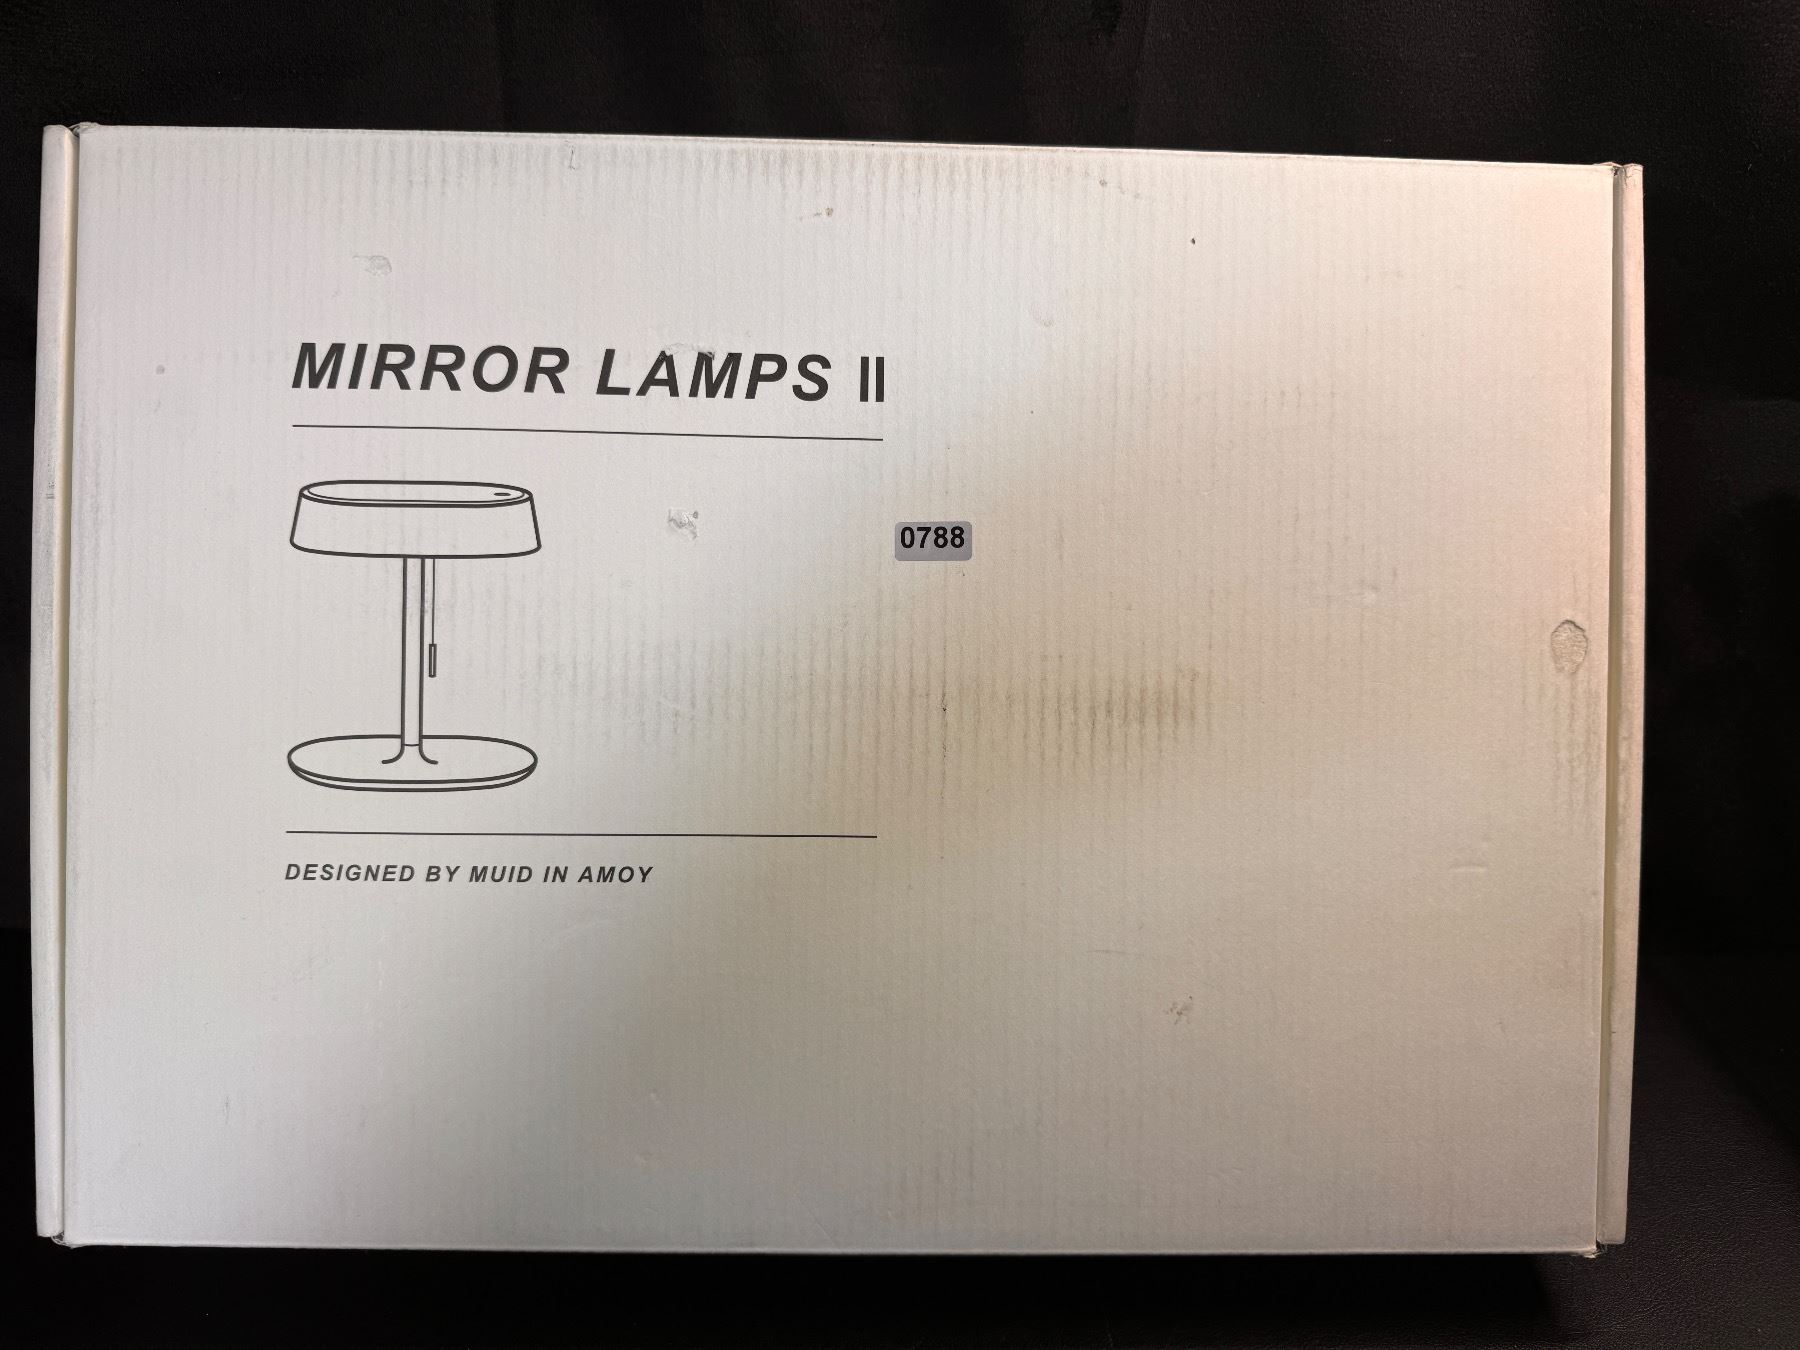 MIRROR LAMPS II
0788
DESIGNED BY MUID IN AMOY